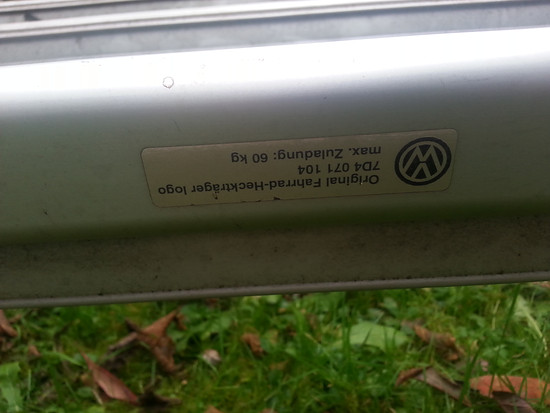 Original Fahrrad-Heckträger logo
7D4 071 104
max. Zuladung: 60 kg